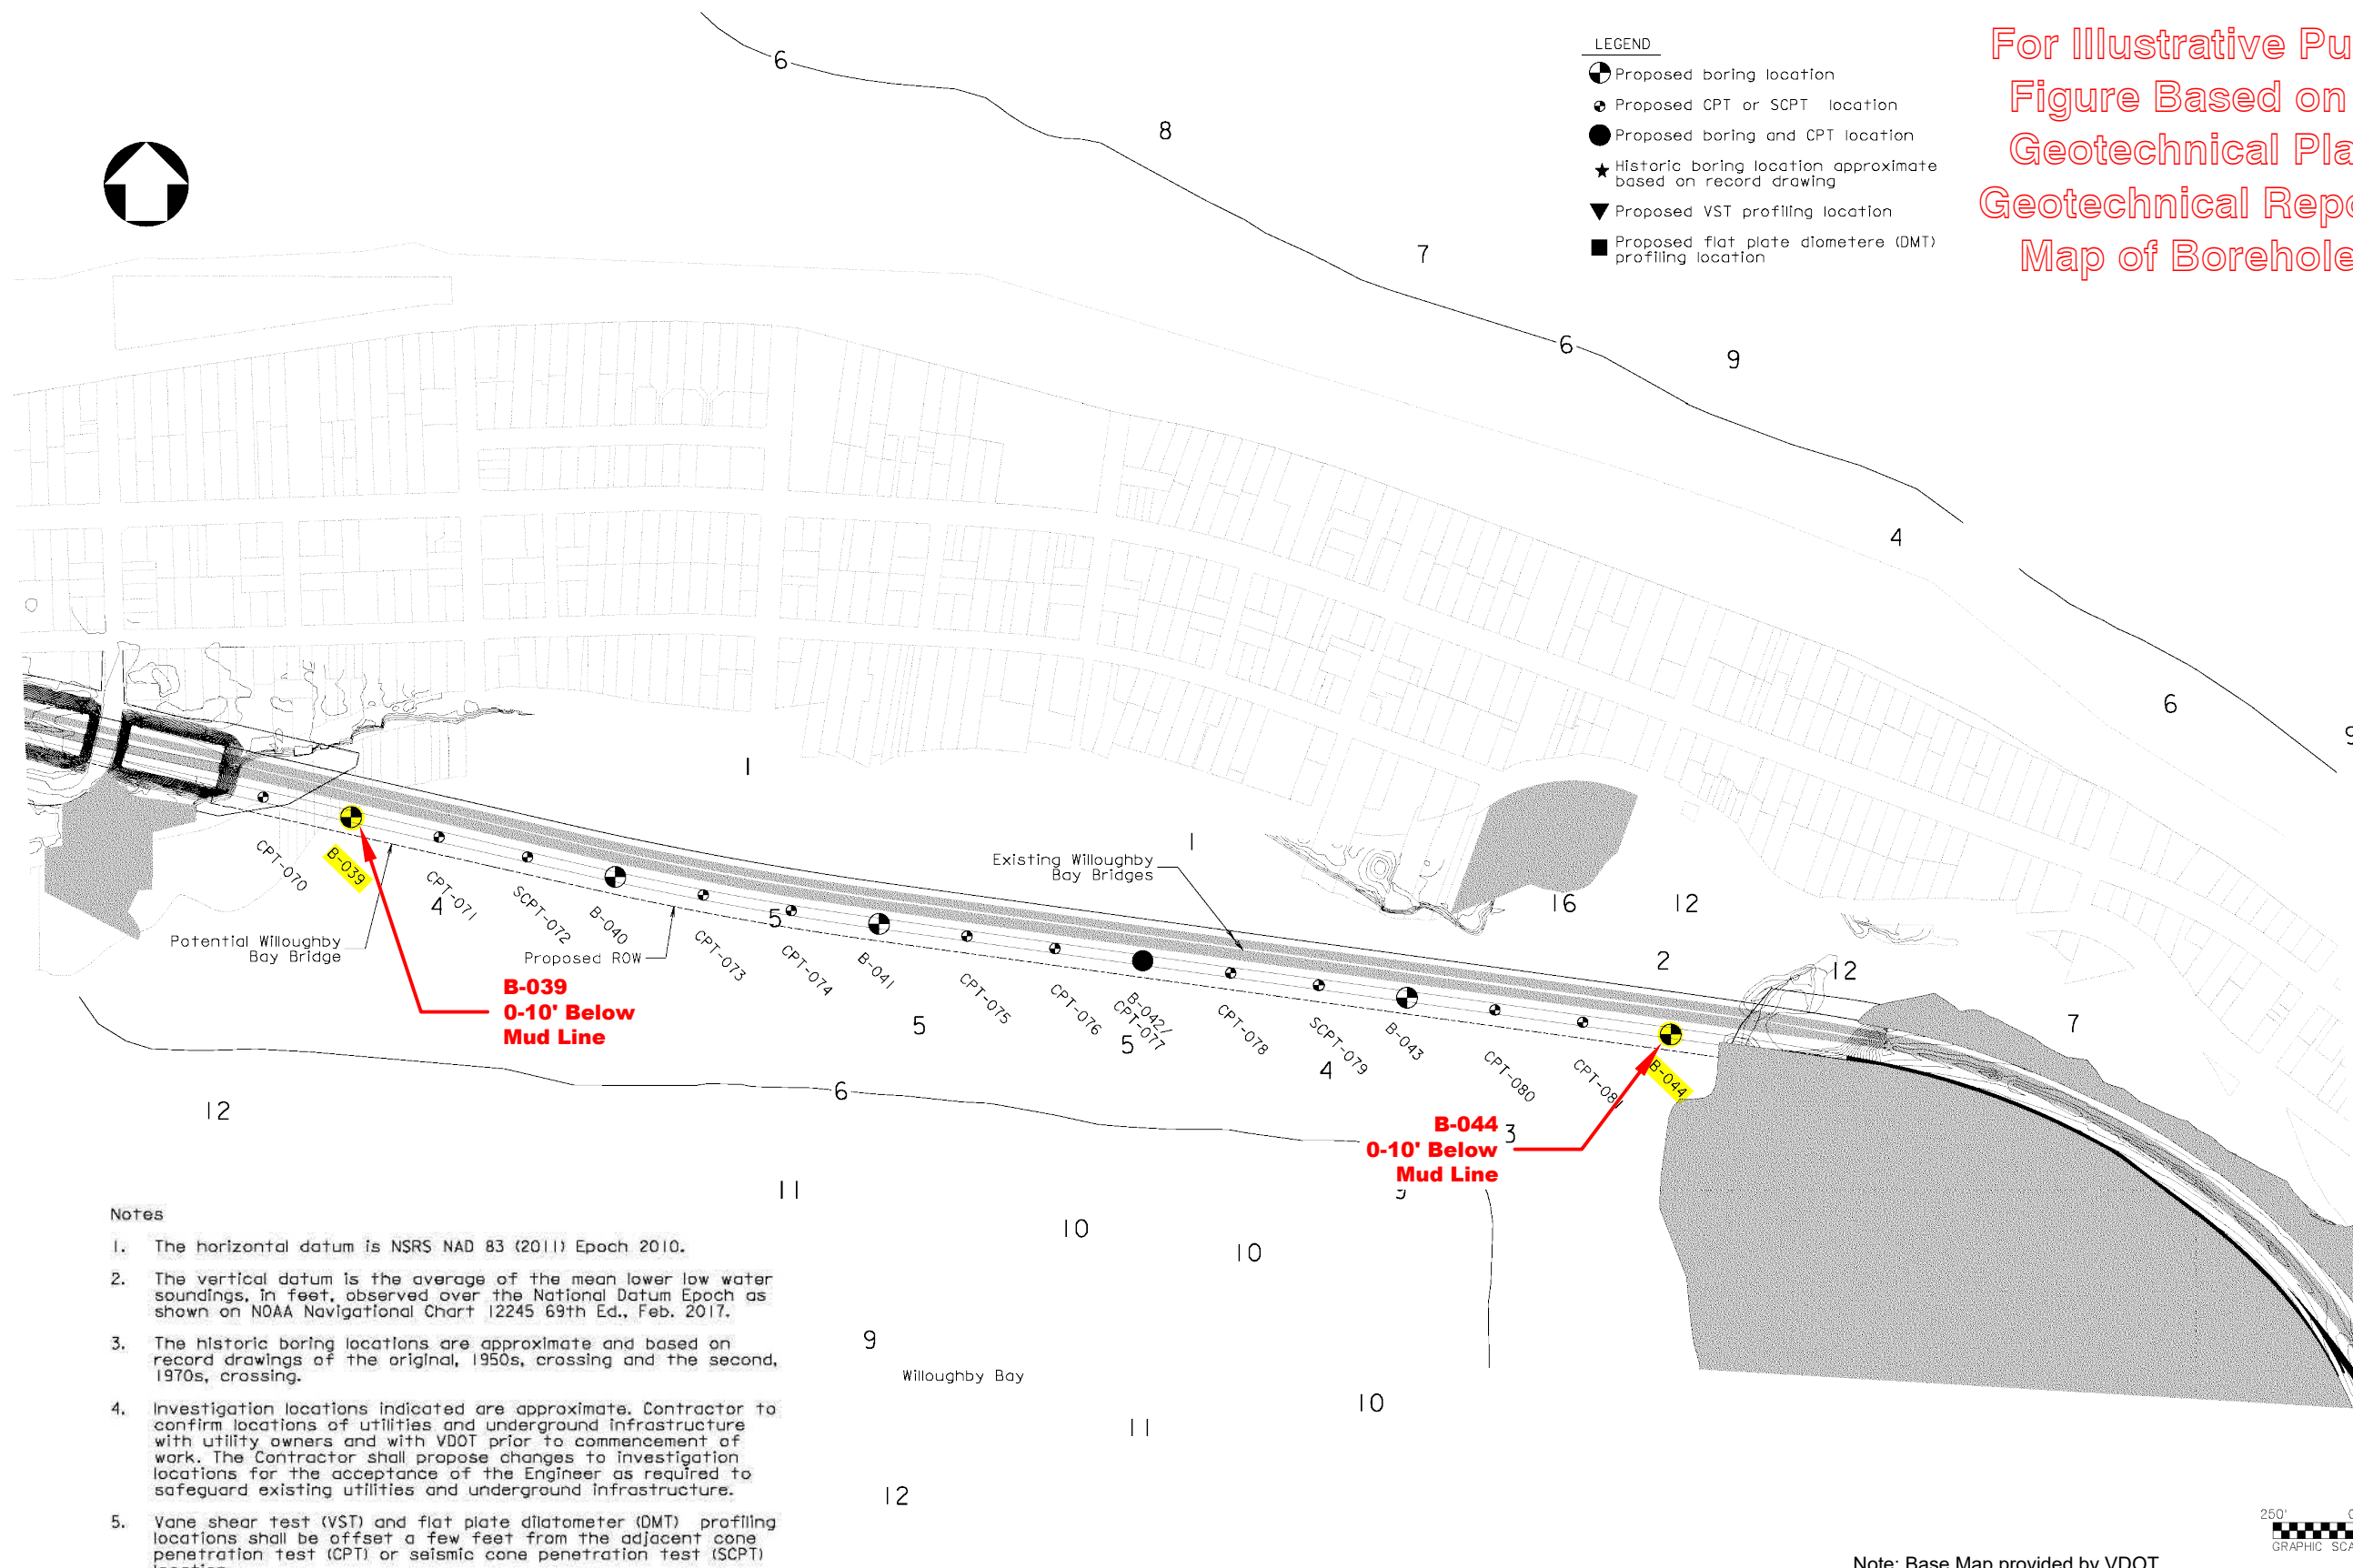 LEGEND
Proposed boring location
Proposed CPT or SCPT location
Proposed boring and CPT location
Historic boring location approximate
based on record drawing
Proposed VST profiling location
Proposed flat plate diometere (DMT)
profiling location
For Illustrative Pu
Figure Based on
Geotechnical Pla
Geotechnical Repo
Map of Borehole
6
8
7
6
9
4
6
9
1
1
16
12
2
12
7
Existing Willoughby
Bay Bridges
CPT-070
B-039
CPT-071
4
SCPT-072
B-040
CPT-073
5
CPT-074
B-041
CPT-075
CPT-076
B-042/
CPT-077
CPT-078
SCPT-079
B-043
CPT-080
CPT-081
B-044
Potential Willoughby
Bay Bridge
Proposed ROW
B-039
0-10' Below
Mud Line
5
5
4
6
12
B-044
0-10' Below
Mud Line
3
9
11
10
10
9
Willoughby Bay
10
11
12
Notes
1. The horizontal datum is NSRS NAD 83 (2011) Epoch 2010.
2. The vertical datum is the average of the mean lower low water
soundings, in feet, observed over the National Datum Epoch as
shown on NOAA Navigational Chart 12245 69th Ed., Feb. 2017.
3. The historic boring locations are approximate and based on
record drawings of the original, 1950s, crossing and the second,
1970s, crossing.
4. Investigation locations indicated are approximate. Contractor to
confirm locations of utilities and underground infrastructure
with utility owners and with VDOT prior to commencement of
work. The Contractor shall propose changes to investigation
locations for the acceptance of the Engineer as required to
safeguard existing utilities and underground infrastructure.
5. Vane shear test (VST) and flat plate dilatometer (DMT) profiling
locations shall be offset a few feet from the adjacent cone
penetration test (CPT) or seismic cone penetration test (SCPT)
250'
GRAPHIC SCA
Note: Base Map provided by VDOT